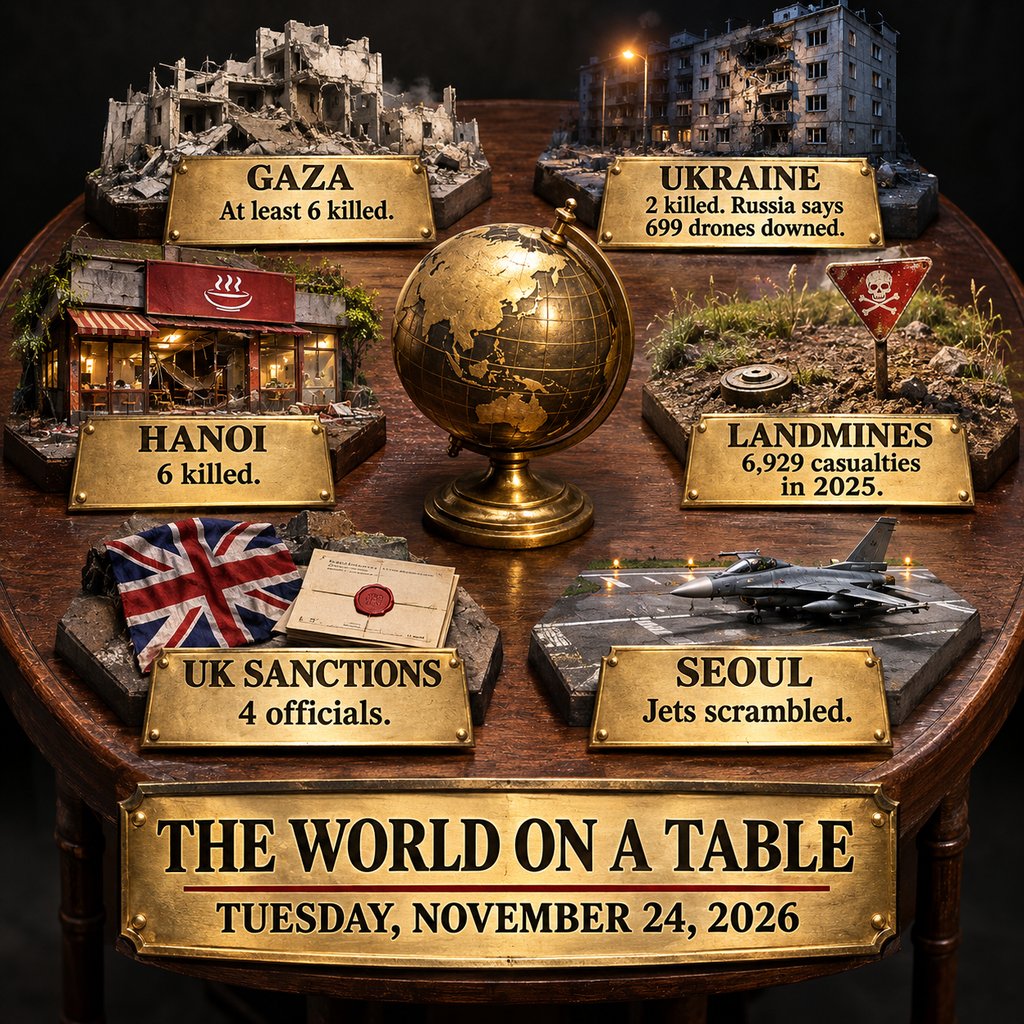 GAZA
At least 6 killed.
UKRAINE
2 killed. Russia says
699 drones downed.
HANOI
6 killed.
LANDMINES
6,929 casualties
in 2025.
UK SANCTIONS
4 officials.
SEOUL
Jets scrambled.
THE WORLD ON A TABLE
TUESDAY, NOVEMBER 24, 2026